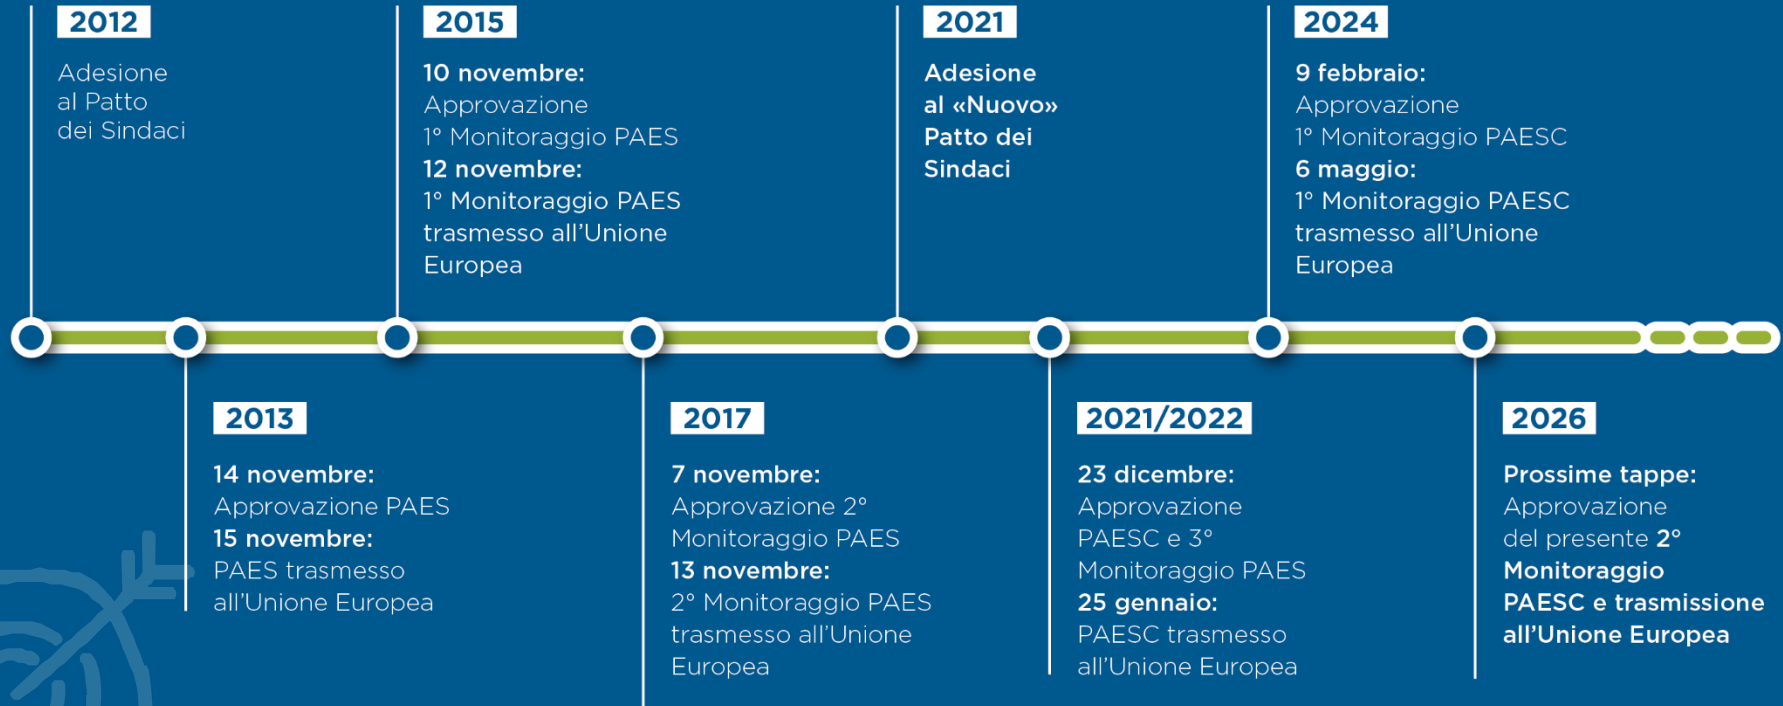 2012
Adesione
al Patto
dei Sindaci
2015
10 novembre:
Approvazione
1° Monitoraggio PAES
12 novembre:
1° Monitoraggio PAES
trasmesso all’Unione
Europea
2021
Adesione
al «Nuovo»
Patto dei
Sindaci
2024
9 febbraio:
Approvazione
1° Monitoraggio PAESC
6 maggio:
1° Monitoraggio PAESC
trasmesso all’Unione
Europea
2013
14 novembre:
Approvazione PAES
15 novembre:
PAES trasmesso
all’Unione Europea
2017
7 novembre:
Approvazione 2°
Monitoraggio PAES
13 novembre:
2° Monitoraggio PAES
trasmesso all’Unione
Europea
2021/2022
23 dicembre:
Approvazione
PAESC e 3°
Monitoraggio PAES
25 gennaio:
PAESC trasmesso
all’Unione Europea
2026
Prossime tappe:
Approvazione
del presente 2°
Monitoraggio
PAESC e trasmissione
all’Unione Europea